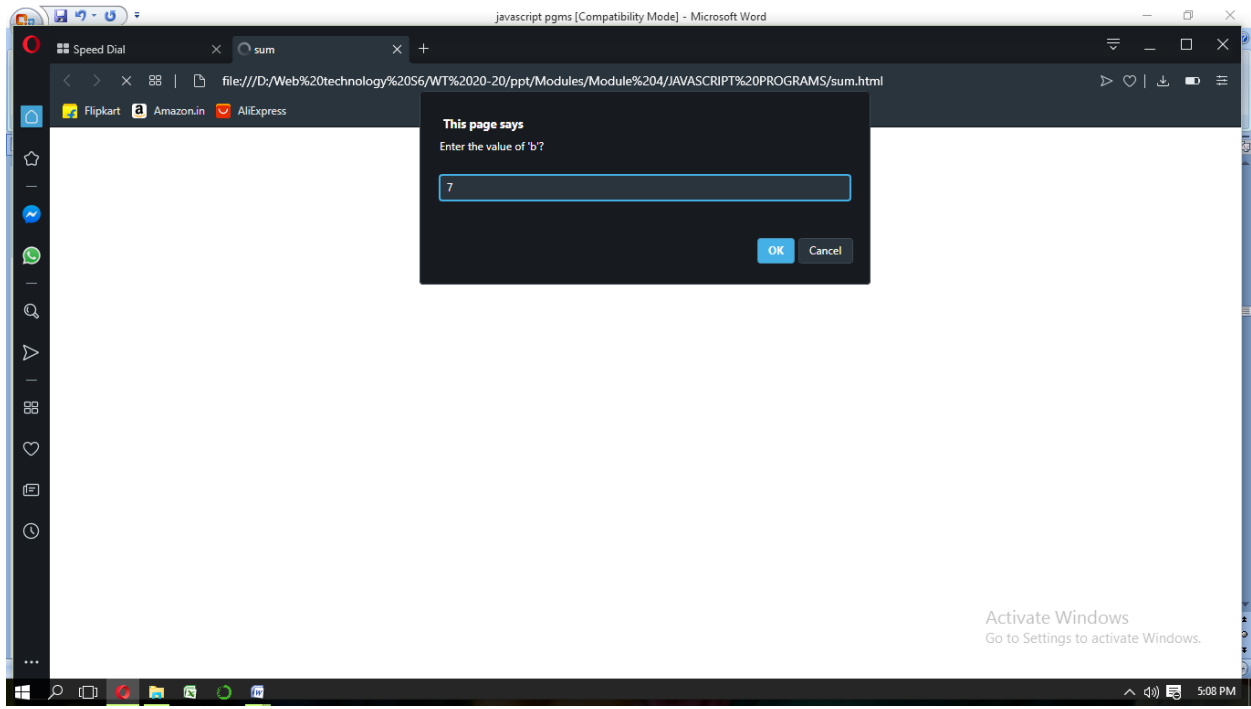 javascript pgms [Compatibility Mode] - Microsoft Word
Speed Dial
sum
file:///D:/Web%20technology%20S6/WT%2020-20/ppt/Modules/Module%204/JAVASCRIPT%20PROGRAMS/sum.html
Flipkart
Amazon.in
AliExpress
This page says
Enter the value of 'b'?
7
OK
Cancel
Activate Windows
Go to Settings to activate Windows.
5:08 PM